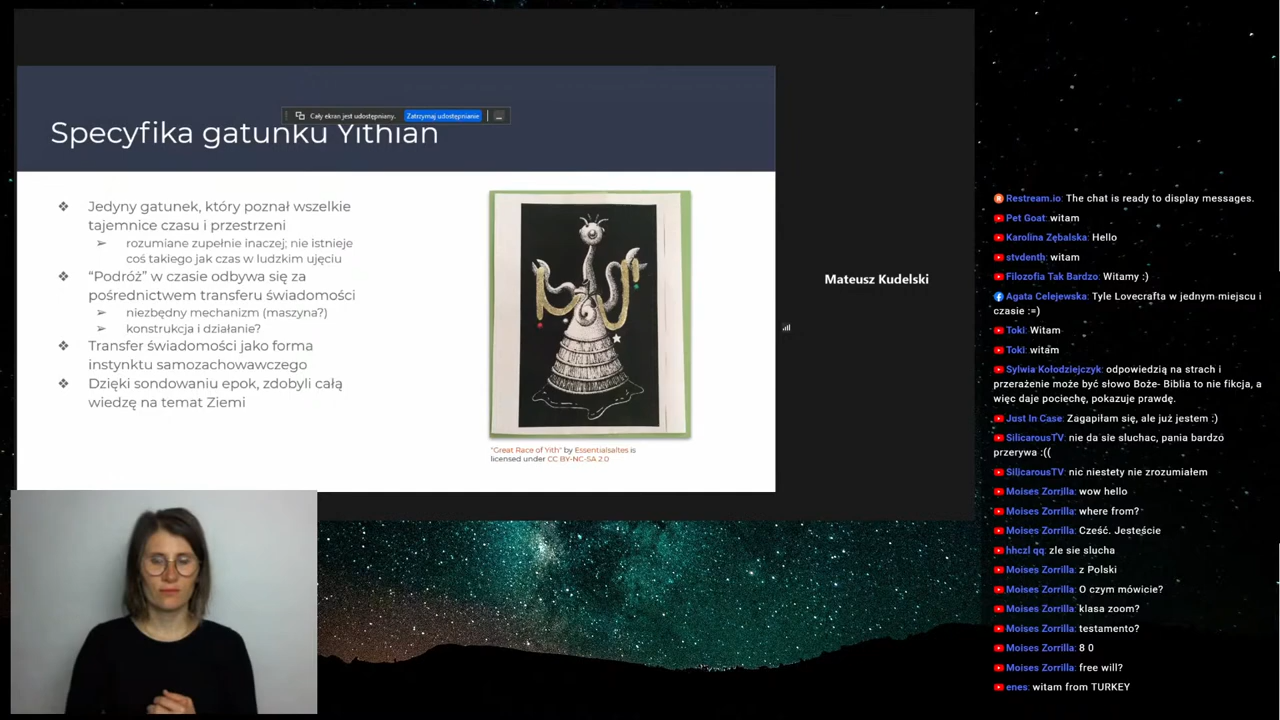 Cały ekran jest udostępniany. Zatrzymaj udostępnianie ...
Specyfika gatunku Yithian
❖ Jedyny gatunek, który poznał wszelkie
tajemnice czasu i przestrzeni
➢ rozumiane zupełnie inaczej; nie istnieje
coś takiego jak czas w ludzkim ujęciu
❖ “Podróż” w czasie odbywa się za
pośrednictwem transferu świadomości
➢ niezbędny mechanizm (maszyna?)
➢ konstrukcja i działanie?
❖ Transfer świadomości jako forma
instynktu samozachowawczego
❖ Dzięki sondowaniu epok, zdobyli całą
wiedzę na temat Ziemi
"Great Race of Yith" by Essentialsaltes is
licensed under CC BY-NC-SA 2.0
Mateusz Kudelski
Restream.io: The chat is ready to display messages.
Pet Goat: witam
Karolina Zębalska: Hello
stvdenth: witam
Filozofia Tak Bardzo: Witamy :)
Agata Celejewska: Tyle Lovecrafta w jednym miejscu i
czasie :=)
Toki: Witam
Toki: witam
Sylwia Kołodziejczyk: odpowiedzią na strach i
przerażenie może być słowo Boże- Biblia to nie fikcja, a
więc daje pociechę, pokazuje prawdę.
Just In Case: Zagapiłam się, ale już jestem :)
SilicarousTV: nie da sie sluchac, pania bardzo
przerywa :((
SilicarousTV: nic niestety nie zrozumiałem
Moises Zorrilla: wow hello
Moises Zorrilla: where from?
Moises Zorrilla: Cześć. Jesteście
hhczl qq: zle sie slucha
Moises Zorrilla: z Polski
Moises Zorrilla: O czym mówicie?
Moises Zorrilla: klasa zoom?
Moises Zorrilla: testamento?
Moises Zorrilla: 8 0
Moises Zorrilla: free will?
enes: witam from TURKEY